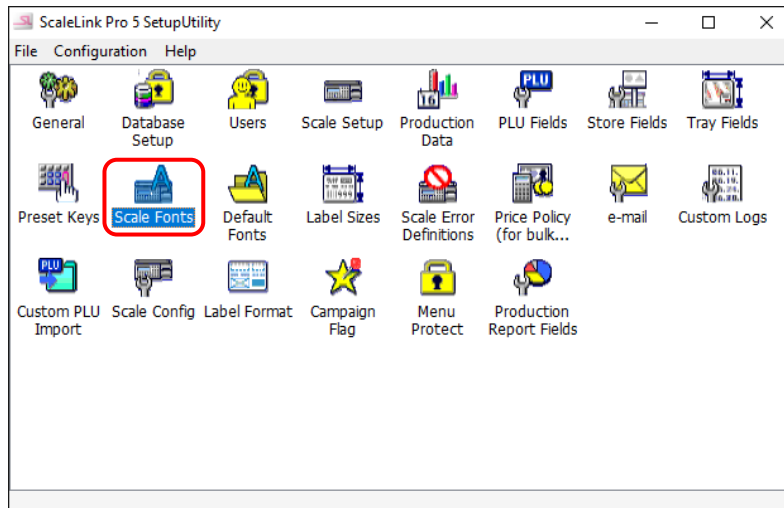 ScaleLink Pro 5 SetupUtility
File Configuration Help
General
Database Setup
Users
Scale Setup
Production Data
PLU Fields
Store Fields
Tray Fields
Preset Keys
Scale Fonts
Default Fonts
Label Sizes
Scale Error Definitions
Price Policy (for bulk...
e-mail
Custom Logs
Custom PLU Import
Scale Config
Label Format
Campaign Flag
Menu Protect
Production Report Fields